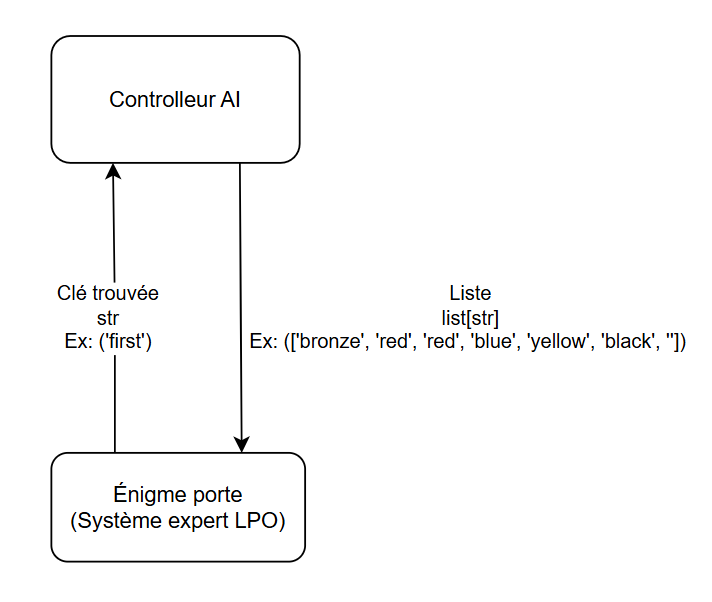 Controlleur AI
Clé trouvée
str
Ex: ('first')
Liste
list[str]
Ex: (['bronze', 'red', 'red', 'blue', 'yellow', 'black', ''])
Énigme porte
(Système expert LPO)